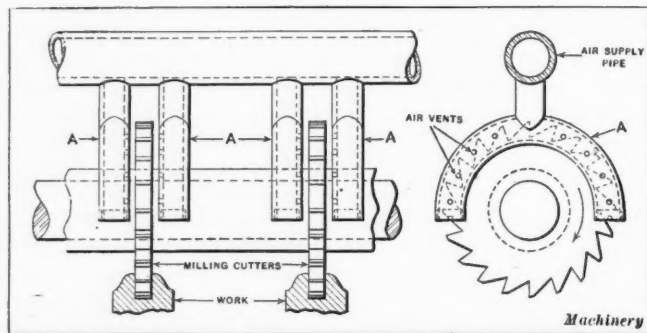 AIR SUPPLY
PIPE
AIR VENTS
A
A
A
A
MILLING CUTTERS
WORK
Machinery